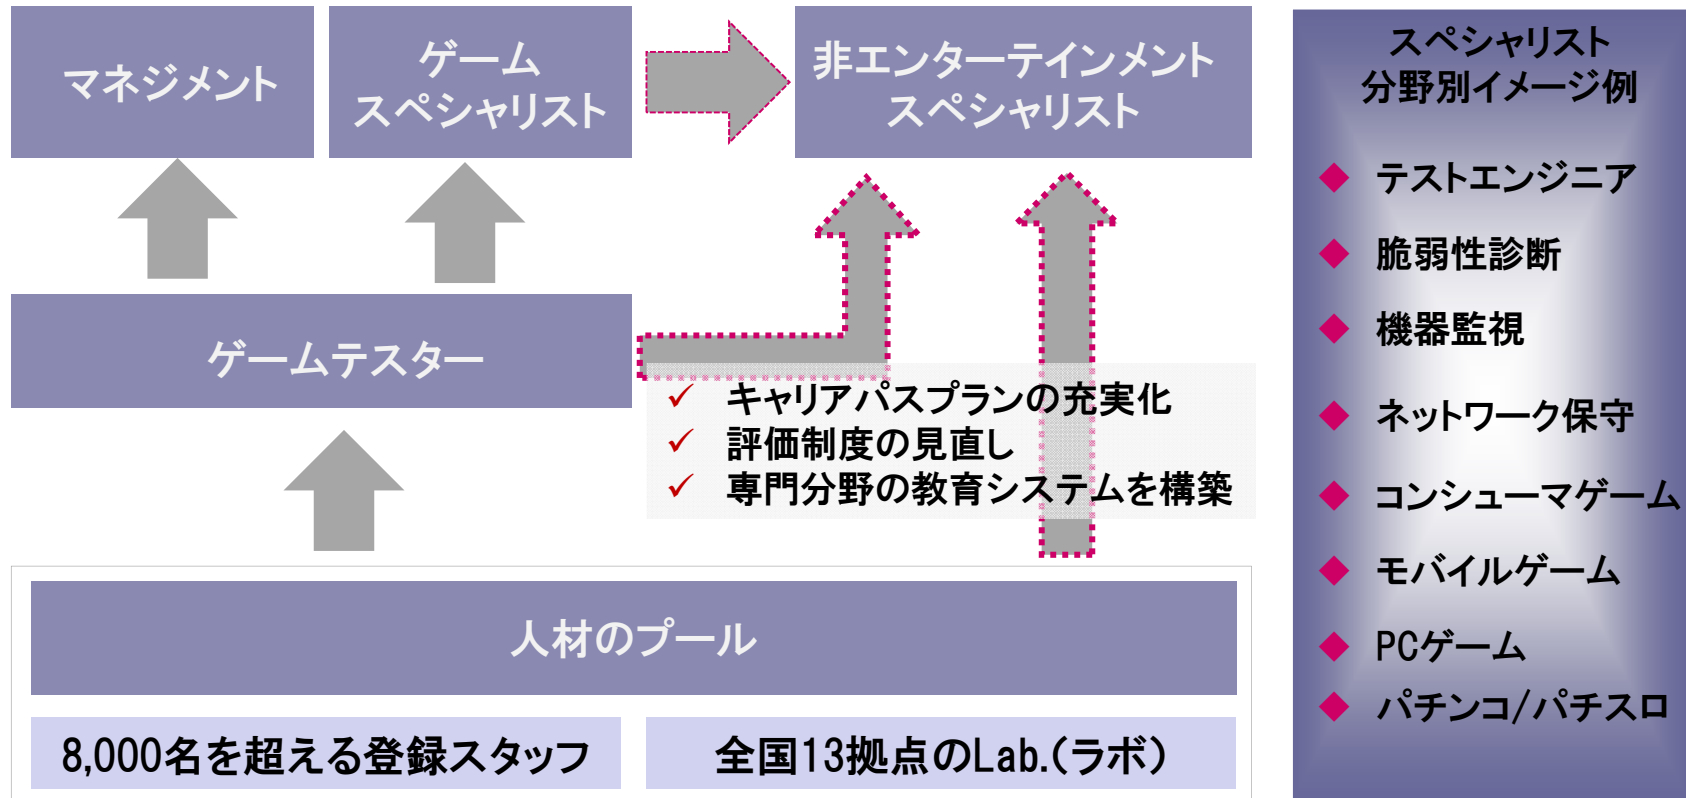 マネジメント
ゲーム
スペシャリスト
非エンターテインメント
スペシャリスト
ゲームテスター
✓ キャリアパスプランの充実化
✓ 評価制度の見直し
✓ 専門分野の教育システムを構築
人材のプール
8,000名を超える登録スタッフ
全国13拠点のLab.(ラボ)
スペシャリスト
分野別イメージ例
◆ テストエンジニア
◆ 脆弱性診断
◆ 機器監視
◆ ネットワーク保守
◆ コンシューマゲーム
◆ モバイルゲーム
◆ PCゲーム
◆ パチンコ/パチスロ